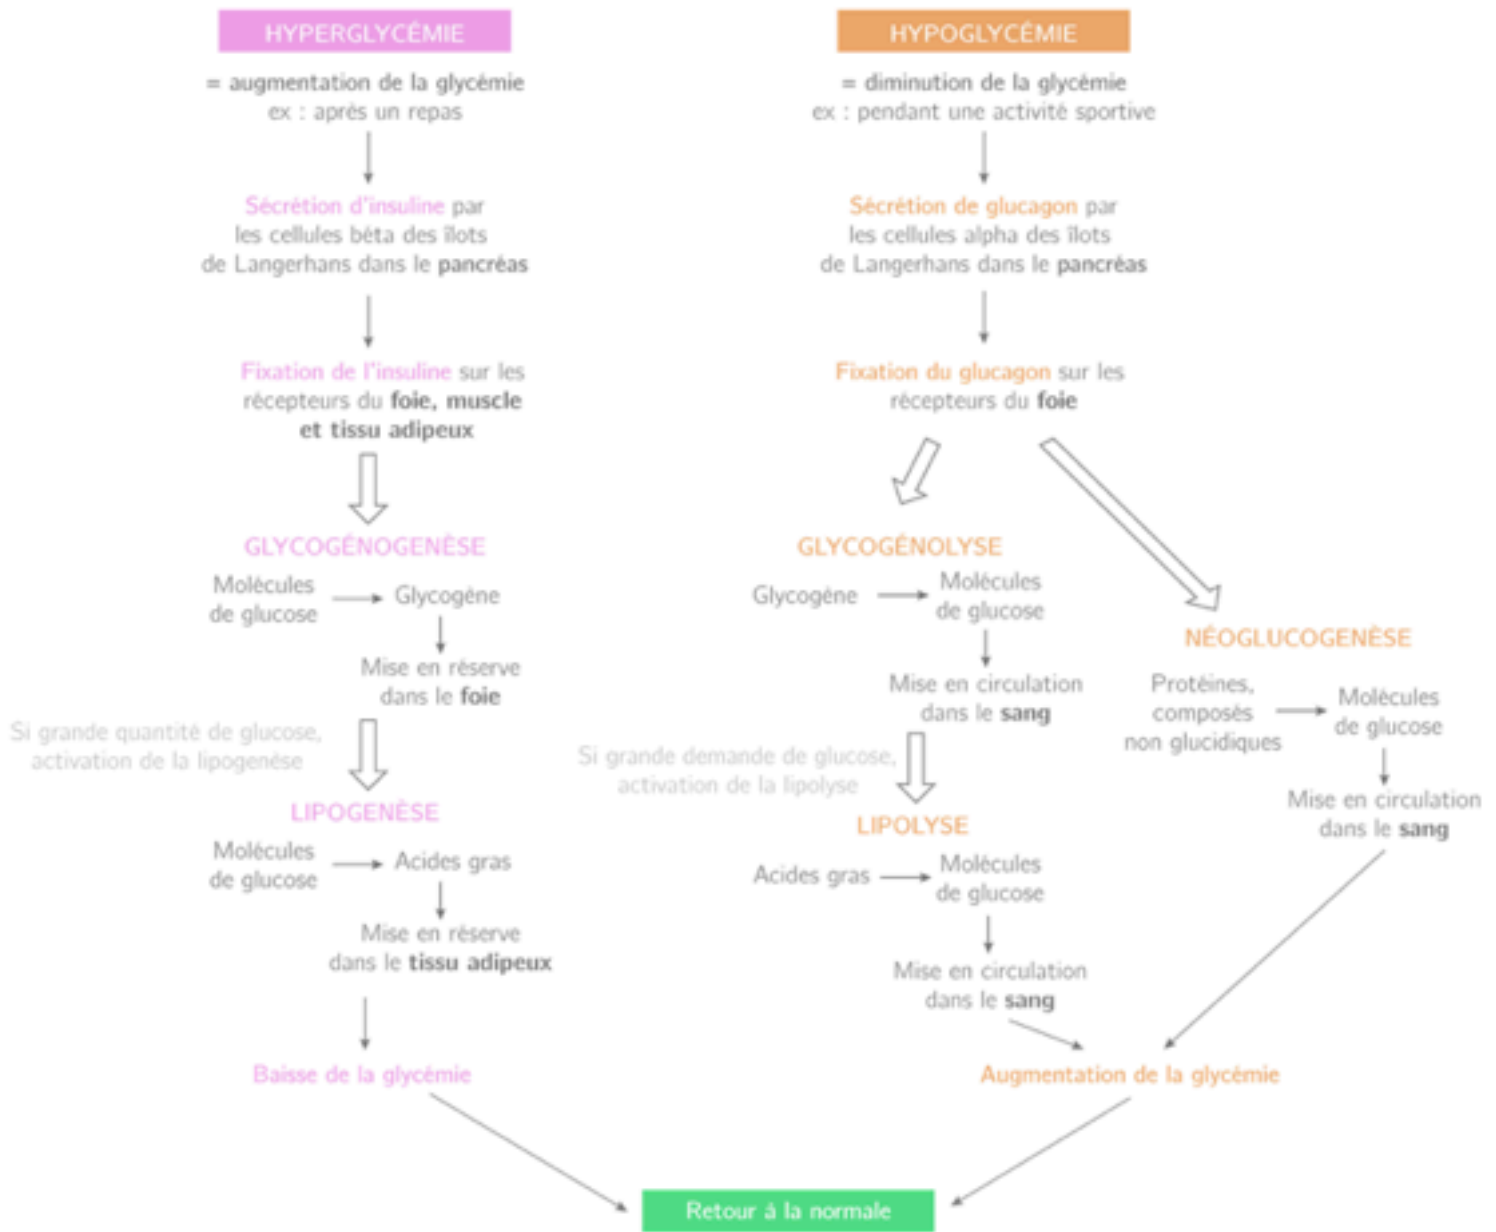 HYPERGLYCÉMIE
= augmentation de la glycémie
ex : après un repas
Sécrétion d'insuline par
les cellules bêta des îlots
de Langerhans dans le pancréas
Fixation de l'insuline sur les
récepteurs du foie, muscle
et tissu adipeux
GLYCOGÉNOGENÈSE
Molécules
de glucose
Glycogène
Mise en réserve
dans le foie
Si grande quantité de glucose,
activation de la lipogenèse
LIPOGENÈSE
Molécules
de glucose
Acides gras
Mise en réserve
dans le tissu adipeux
Baisse de la glycémie
HYPOGLYCÉMIE
= diminution de la glycémie
ex : pendant une activité sportive
Sécrétion de glucagon par
les cellules alpha des îlots
de Langerhans dans le pancréas
Fixation du glucagon sur les
récepteurs du foie
GLYCOGÉNOLYSE
Glycogène
Molécules
de glucose
Mise en circulation
dans le sang
Si grande demande de glucose,
activation de la lipolyse
LIPOLYSE
Acides gras
Molécules
de glucose
Mise en circulation
dans le sang
NÉOGLUCOGENÈSE
Protéines,
composés
non glucidiques
Molécules
de glucose
Mise en circulation
dans le sang
Augmentation de la glycémie
Retour à la normale